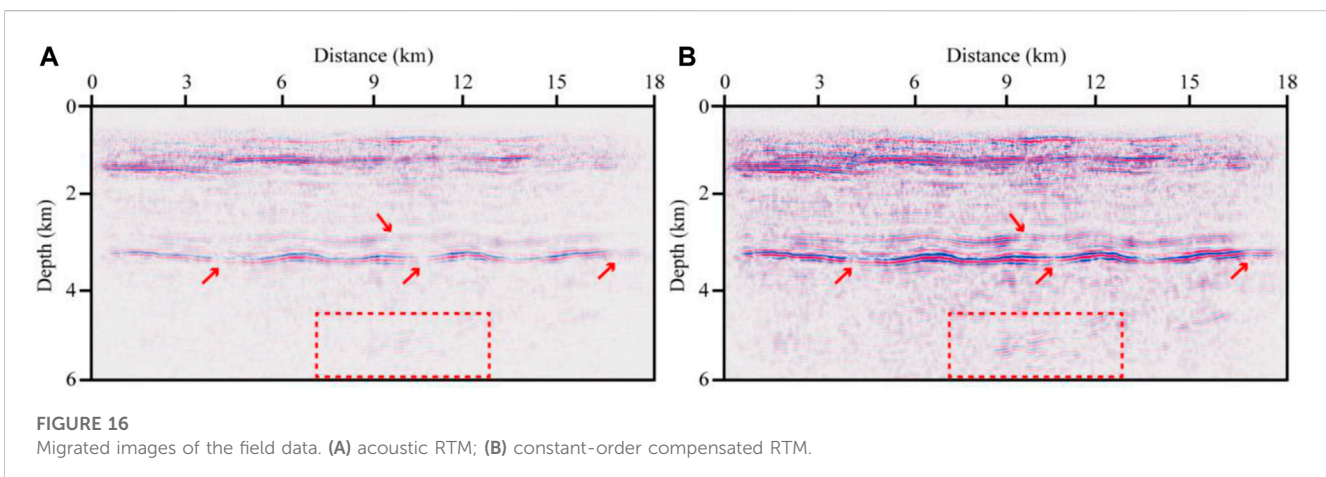 A
Distance (km)
0 3 6 9 12 15 18
Depth (km)
0
2
4
6
B
Distance (km)
0 3 6 9 12 15 18
Depth (km)
0
2
4
6
FIGURE 16
Migrated images of the field data. (A) acoustic RTM; (B) constant-order compensated RTM.